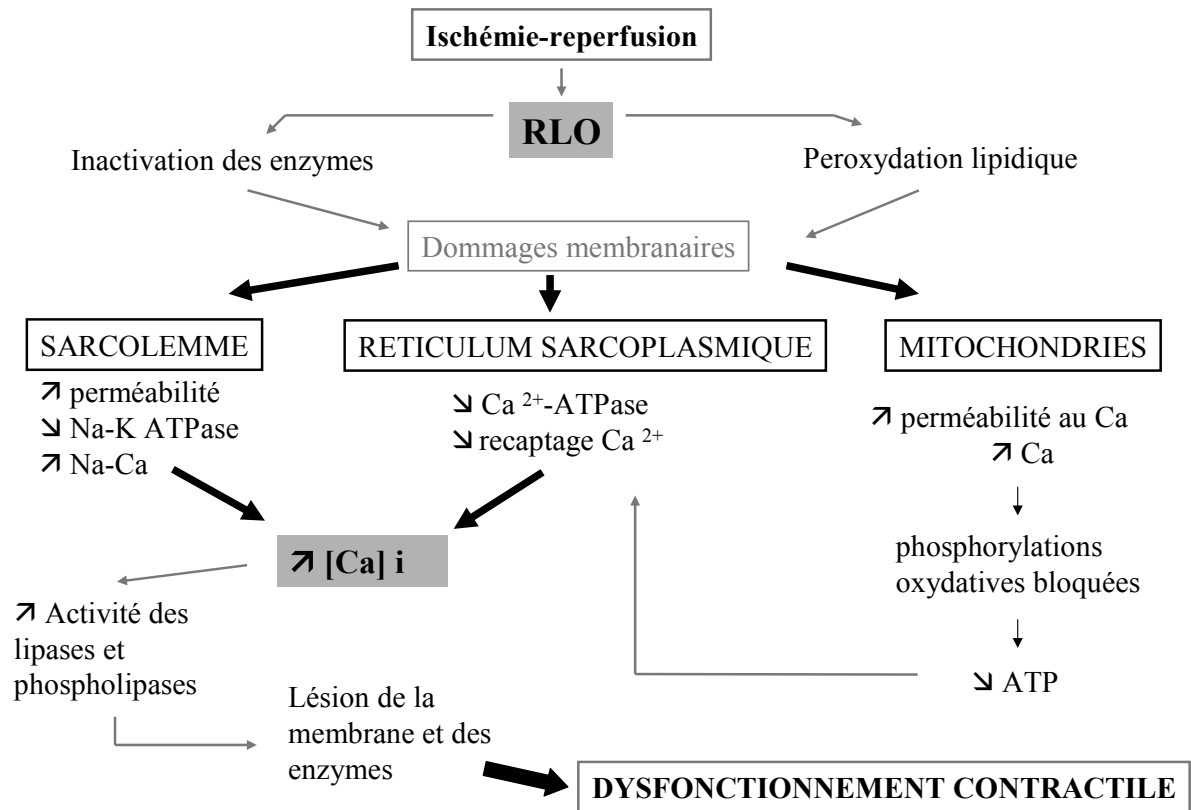 Ischémie-reperfusion
RLO
Inactivation des enzymes
Peroxydation lipidique
Dommages membranaires
SARCOLEMME
↗ perméabilité
↘ Na-K ATPase
↗ Na-Ca
RETICULUM SARCOPLASMIQUE
↘ Ca 2+-ATPase
↘ recaptage Ca 2+
MITOCHONDRIES
↗ perméabilité au Ca
↗ Ca
phosphorylations
oxydatives bloquées
↘ ATP
↗ [Ca] i
↗ Activité des
lipases et
phospholipases
Lésion de la
membrane et des
enzymes
DYSFONCTIONNEMENT CONTRACTILE